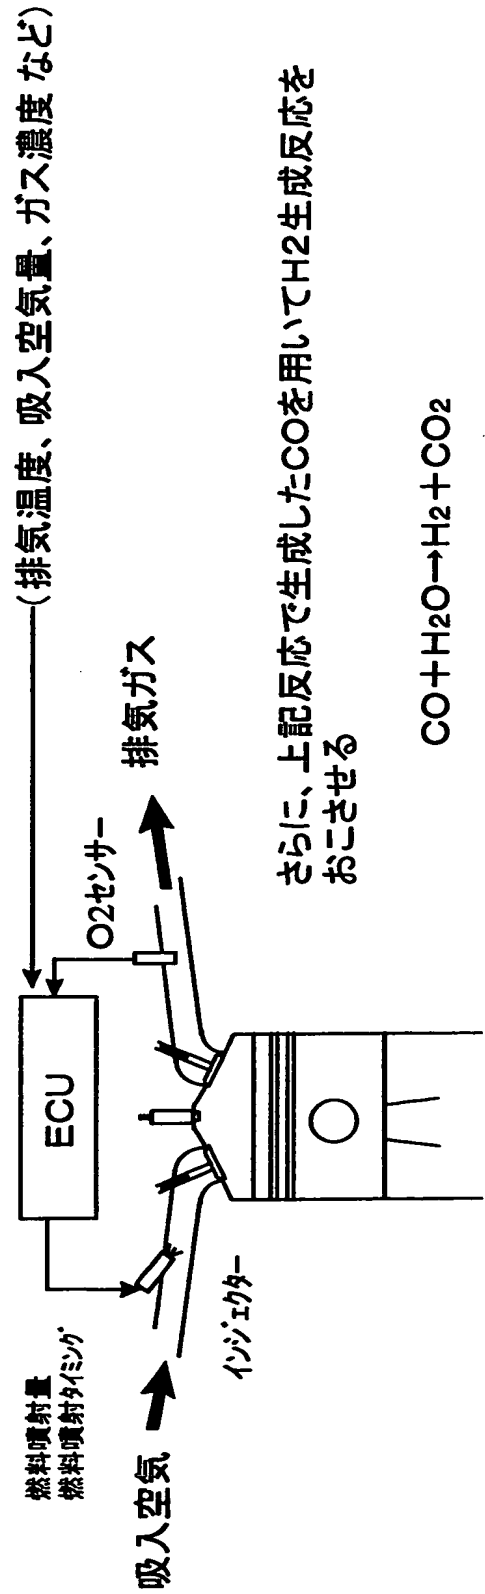 (排気温度、吸入空気量、ガス濃度 など)
燃料噴射量
燃料噴射タイミング
ECU
O2センサー
吸入空気
排気ガス
インジェクター
さらに、上記反応で生成したCOを用いてH2生成反応を
おこさせる
CO+H2O→H2+CO2